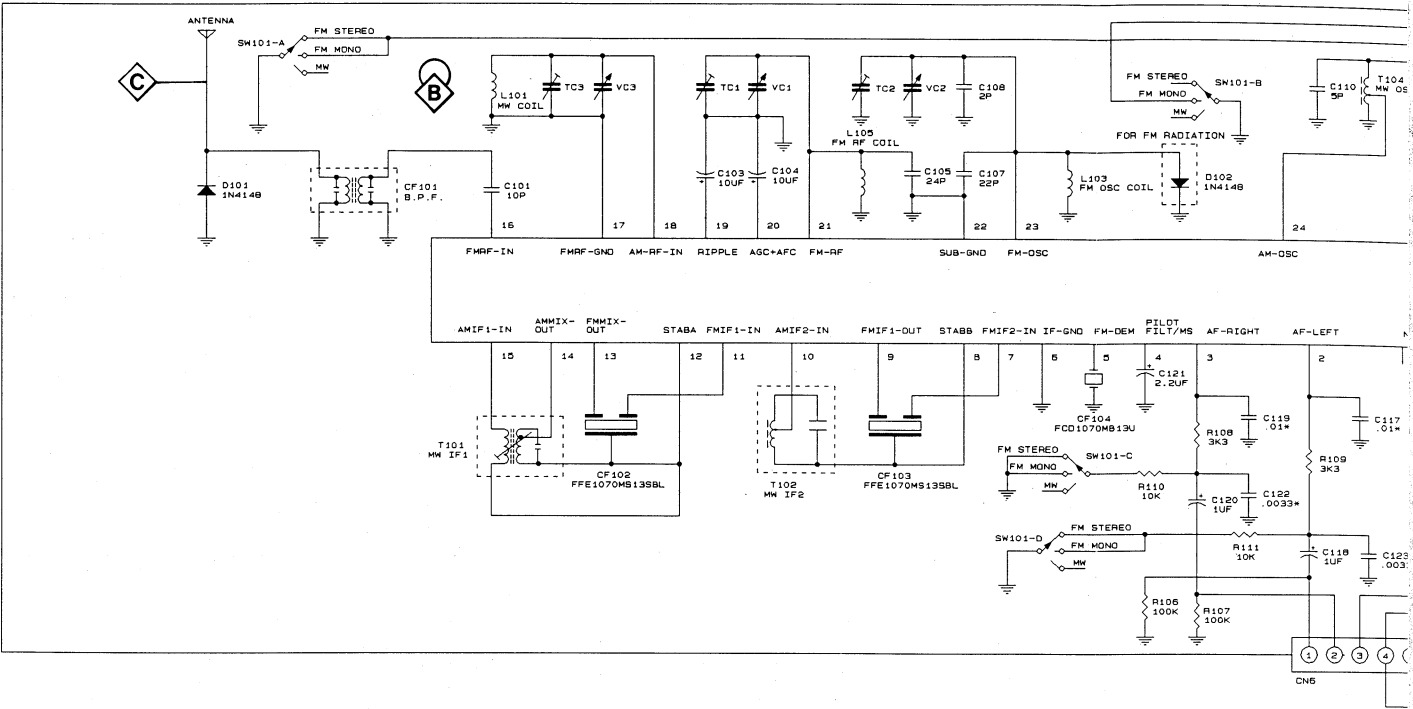 ANTENNA
SW101-A
FM STEREO
FM MONO
MW
C
B
L101
MW COIL
TC3
VC3
TC1
VC1
TC2
VC2
C108
2P
FM STEREO
SW101-B
FM MONO
MW
C110
5P
T104
MW OS
L105
FM RF COIL
FOR FM RADIATION
D101
1N4148
CF101
B.P.F.
C101
10P
C103
10UF
C104
10UF
C105
24P
C107
22P
L103
FM OSC COIL
D102
1N4148
16
17
18
19
20
21
22
23
24
FMRF-IN
FMRF-GND
AM-RF-IN
RIPPLE
AGC+AFC
FM-RF
SUB-GND
FM-OSC
AM-OSC
AMIF1-IN
AMMIX-
OUT
FMMIX-
OUT
STABA
FMIF1-IN
AMIF2-IN
FMIF1-OUT
STABB
FMIF2-IN
IF-GND
FM-DEM
PILOT
FILT/MS
AF-RIGHT
AF-LEFT
15
14
13
12
11
10
9
8
7
6
5
4
3
2
C121
2.2UF
CF104
FCD1070MB13U
T101
MW IF1
CF102
FFE1070MS13SBL
T102
MW IF2
CF103
FFE1070MS13SBL
R108
3K3
C119
.01*
R109
3K3
C117
.01*
FM STEREO
SW101-C
FM MONO
MW
R110
10K
C120
1UF
C122
.0033*
SW101-D
FM STEREO
FM MONO
MW
R111
10K
C118
1UF
C123
.003
R106
100K
R107
100K
1
2
3
4
CN6